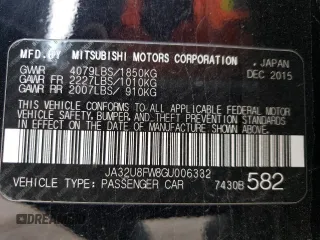 MFD.BY MITSUBISHI MOTORS CORPORATION, JAPAN
GVWR 4079LBS/1850KG DEC 2015
GAWR FR 2227LBS/1010KG
GAWR RR 2007LBS/ 910KG
THIS VEHICLE CONFORMS TO ALL APPLICABLE
FEDERAL MOTOR VEHICLE SAFETY, BUMPER, AND
THEFT PREVENTION STANDARDS IN EFFECT ON
THE DATE OF MANUFACTURE SHOWN ABOVE.
JA32U8FW8GU006332
VEHICLE TYPE: PASSENGER CAR 7430B 582